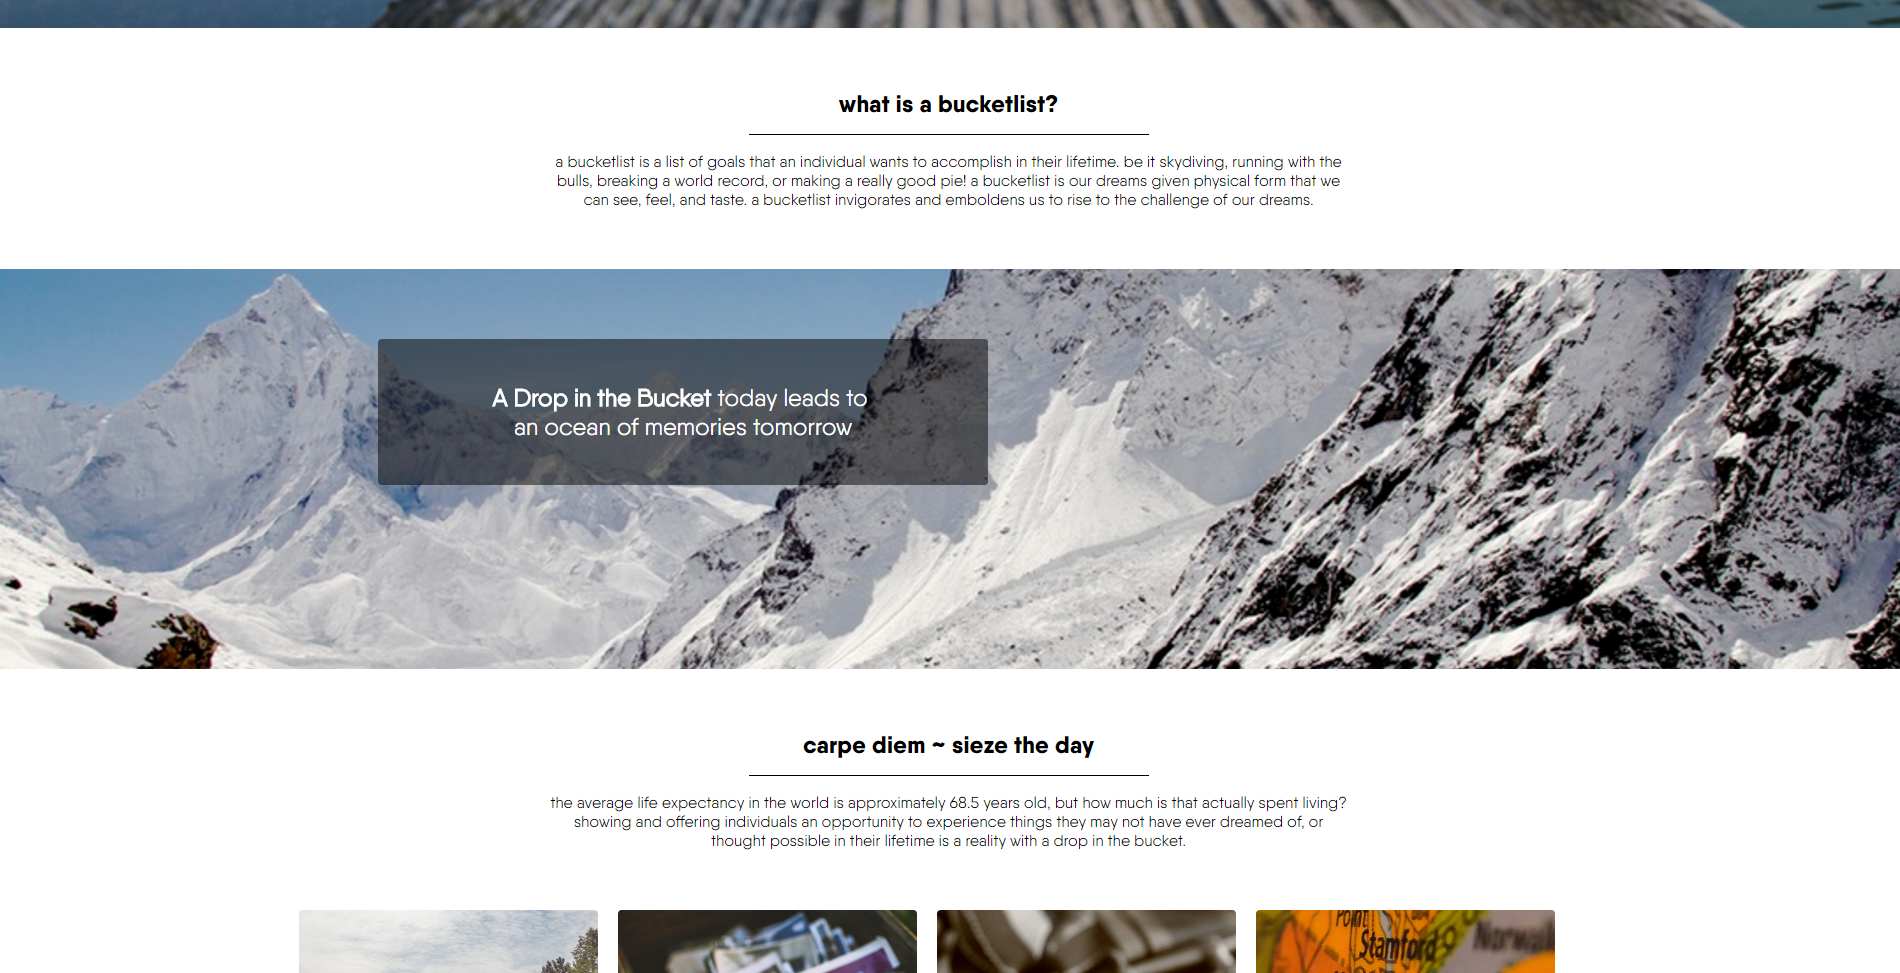 what is a bucketlist?
a bucketlist is a list of goals that an individual wants to accomplish in their lifetime. be it skydiving, running with the
bulls, breaking a world record, or making a really good pie! a bucketlist is our dreams given physical form that we
can see, feel, and taste. a bucketlist invigorates and emboldens us to rise to the challenge of our dreams.
A Drop in the Bucket today leads to
an ocean of memories tomorrow
carpe diem ~ sieze the day
the average life expectancy in the world is approximately 68.5 years old, but how much is that actually spent living?
showing and offering individuals an opportunity to experience things they may not have ever dreamed of, or
thought possible in their lifetime is a reality with a drop in the bucket.
Point
Stamford
Norwalk